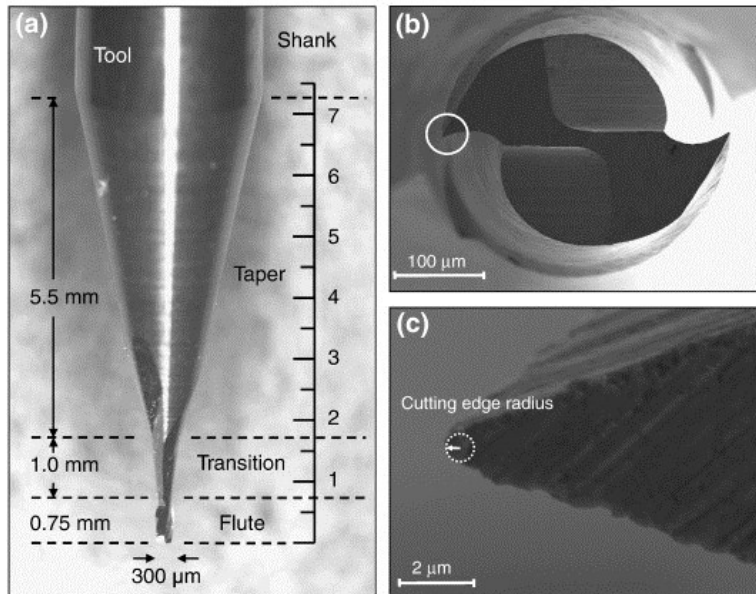 (a)
Tool
Shank
7
6
5
Taper
4
3
2
1
5.5 mm
1.0 mm
Transition
0.75 mm
Flute
300 µm
(b)
100 µm
(c)
Cutting edge radius
2 µm